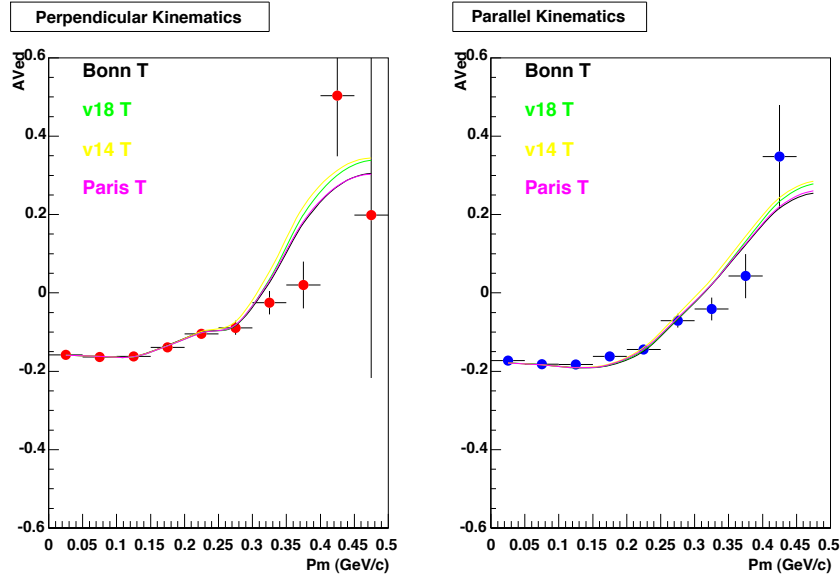 Perpendicular Kinematics
AVed
0.6
0.4
0.2
0
-0.2
-0.4
-0.6
Bonn T
v18 T
v14 T
Paris T
0 0.05 0.1 0.15 0.2 0.25 0.3 0.35 0.4 0.45 0.5
Pm (GeV/c)
Parallel Kinematics
AVed
0.6
0.4
0.2
0
-0.2
-0.4
-0.6
Bonn T
v18 T
v14 T
Paris T
0 0.05 0.1 0.15 0.2 0.25 0.3 0.35 0.4 0.45 0.5
Pm (GeV/c)